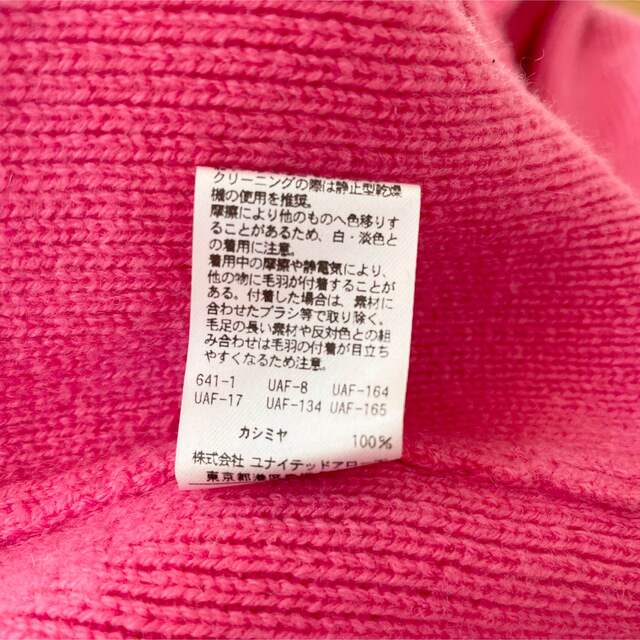 クリーニングの際は静止型乾燥
機の使用を推奨。
摩擦により他のものへ色移りす
ることがあるため、白・淡色と
の着用に注意。
着用中の摩擦や静電気により、
他の物に毛羽が付着することが
ある。付着した場合は、素材に
合わせたブラシ等で取り除く。
毛足の長い素材や反対色との組
み合わせは毛羽の付着が目立ち
やすくなるため注意。
641-1 UAF-8 UAF-164
UAF-17 UAF-134 UAF-165
カシミヤ 100%
株式会社 ユナイテッドアロー
東京都港区